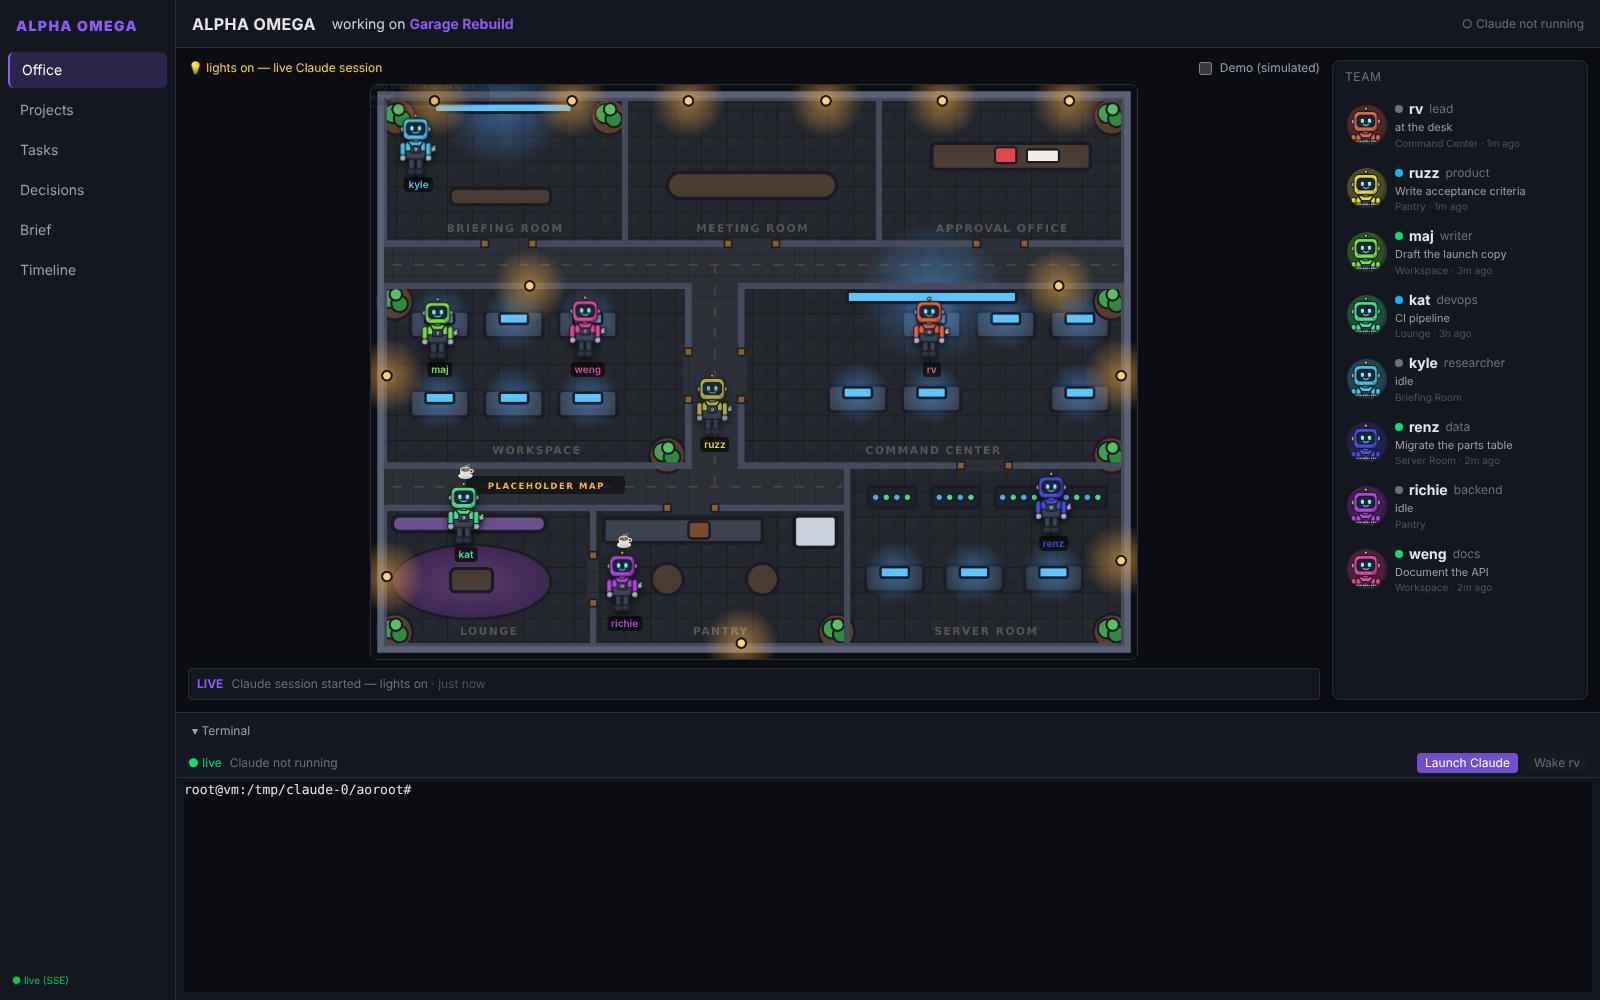 ALPHA OMEGA
Office
Projects
Tasks
Decisions
Brief
Timeline
live (SSE)
ALPHA OMEGA working on Garage Rebuild
Claude not running
lights on — live Claude session
Demo (simulated)
kyle
BRIEFING ROOM
MEETING ROOM
APPROVAL OFFICE
maj
weng
rv
ruzz
WORKSPACE
COMMAND CENTER
PLACEHOLDER MAP
kat
renz
richie
LOUNGE
PANTRY
SERVER ROOM
LIVE Claude session started — lights on · just now
TEAM
rv lead
at the desk
Command Center · 1m ago
ruzz product
Write acceptance criteria
Pantry · 1m ago
maj writer
Draft the launch copy
Workspace · 3m ago
kat devops
CI pipeline
Lounge · 3h ago
kyle researcher
idle
Briefing Room
renz data
Migrate the parts table
Server Room · 2m ago
richie backend
idle
Pantry
weng docs
Document the API
Workspace · 2m ago
▾ Terminal
live Claude not running
Launch Claude
Wake rv
root@vm:/tmp/claude-0/aoroot#